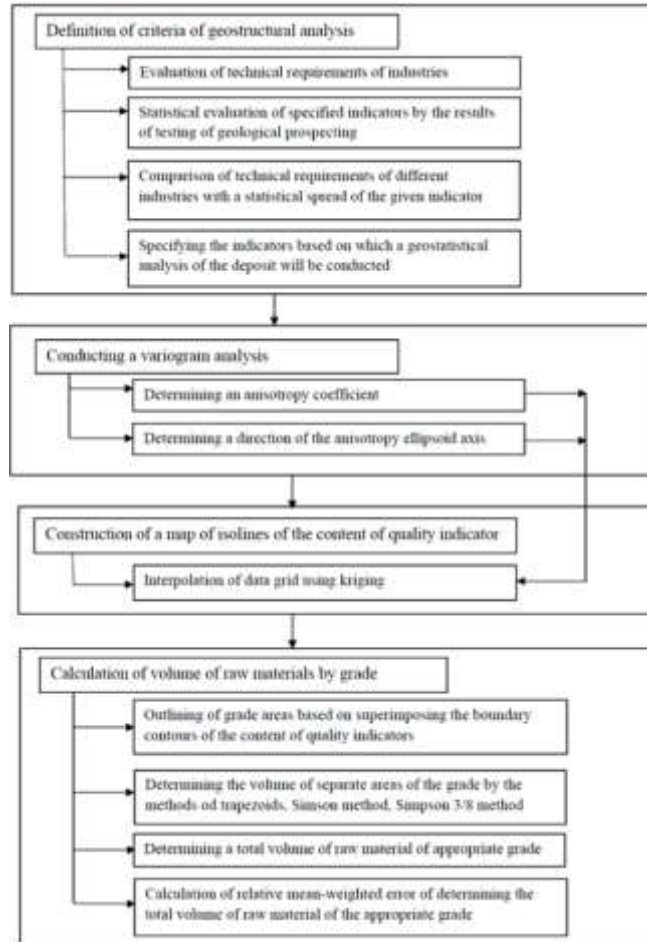 Definition of criteria of geostructural analysis
Evaluation of technical requirements of industries
Statistical evaluation of specified indicators by the results
of testing of geological prospecting
Comparison of technical requirements of different
industries with a statistical spread of the given indicator
Specifying the indicators based on which a geostatistical
analysis of the deposit will be conducted
Conducting a variogram analysis
Determining an anisotropy coefficient
Determining a direction of the anisotropy ellipsoid axis
Construction of a map of isolines of the content of quality indicator
Interpolation of data grid using kriging
Calculation of volume of raw materials by grade
Outlining of grade areas based on superimposing the boundary
contours of the content of quality indicators
Determining the volume of separate areas of the grade by the
methods od trapezoids, Simson method, Simpson 3/8 method
Determining a total volume of raw material of appropriate grade
Calculation of relative mean-weighted error of determining the
total volume of raw material of the appropriate grade